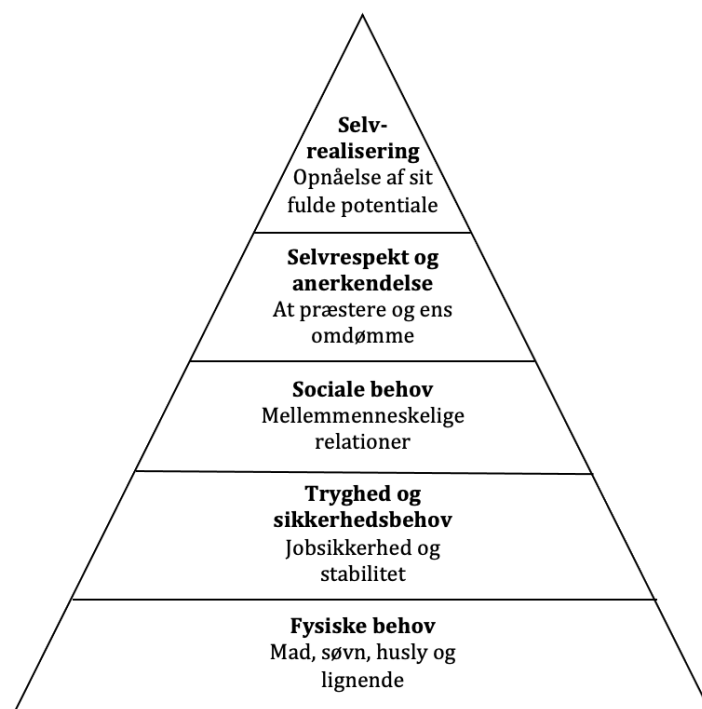 Selv-
realisering
Opnåelse af sit
fulde potentiale
Selvrespekt og
anerkendelse
At præstere og ens
omdømme
Sociale behov
Mellemmenneskelige
relationer
Tryghed og
sikkerhedsbehov
Jobsikkerhed og
stabilitet
Fysiske behov
Mad, søvn, husly og
lignende